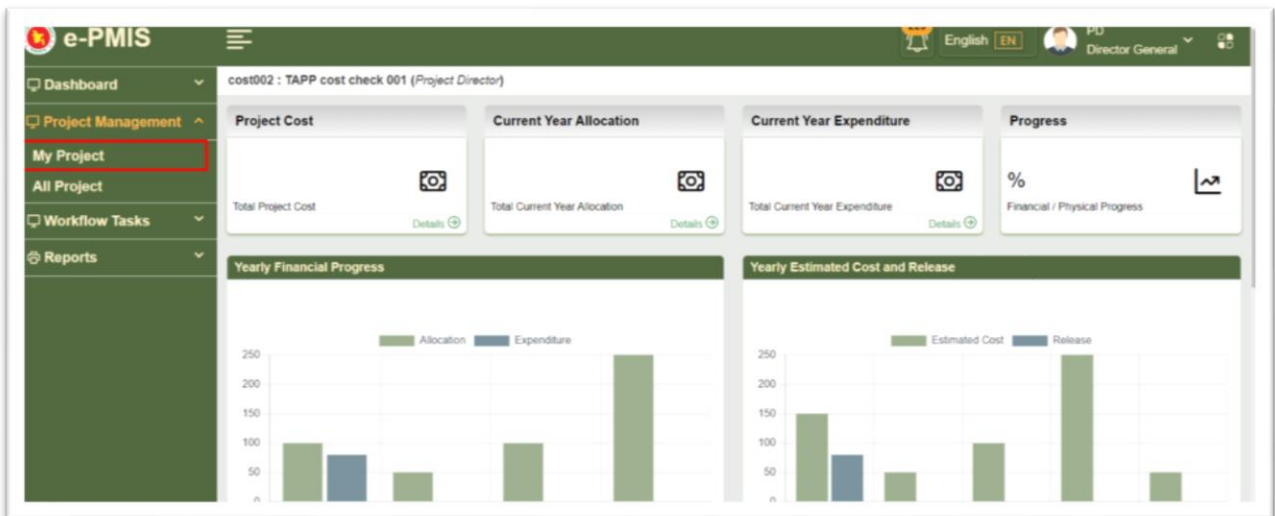 e-PMIS
English EN
PD
Director General
Dashboard
Project Management
My Project
All Project
Workflow Tasks
Reports
cost002 : TAPP cost check 001 (Project Director)
Project Cost
Total Project Cost
Details
Current Year Allocation
Total Current Year Allocation
Details
Current Year Expenditure
Total Current Year Expenditure
Details
Progress
%
Financial / Physical Progress
Yearly Financial Progress
Allocation Expenditure
250
200
150
100
50
0
Yearly Estimated Cost and Release
Estimated Cost Release
250
200
150
100
50
0